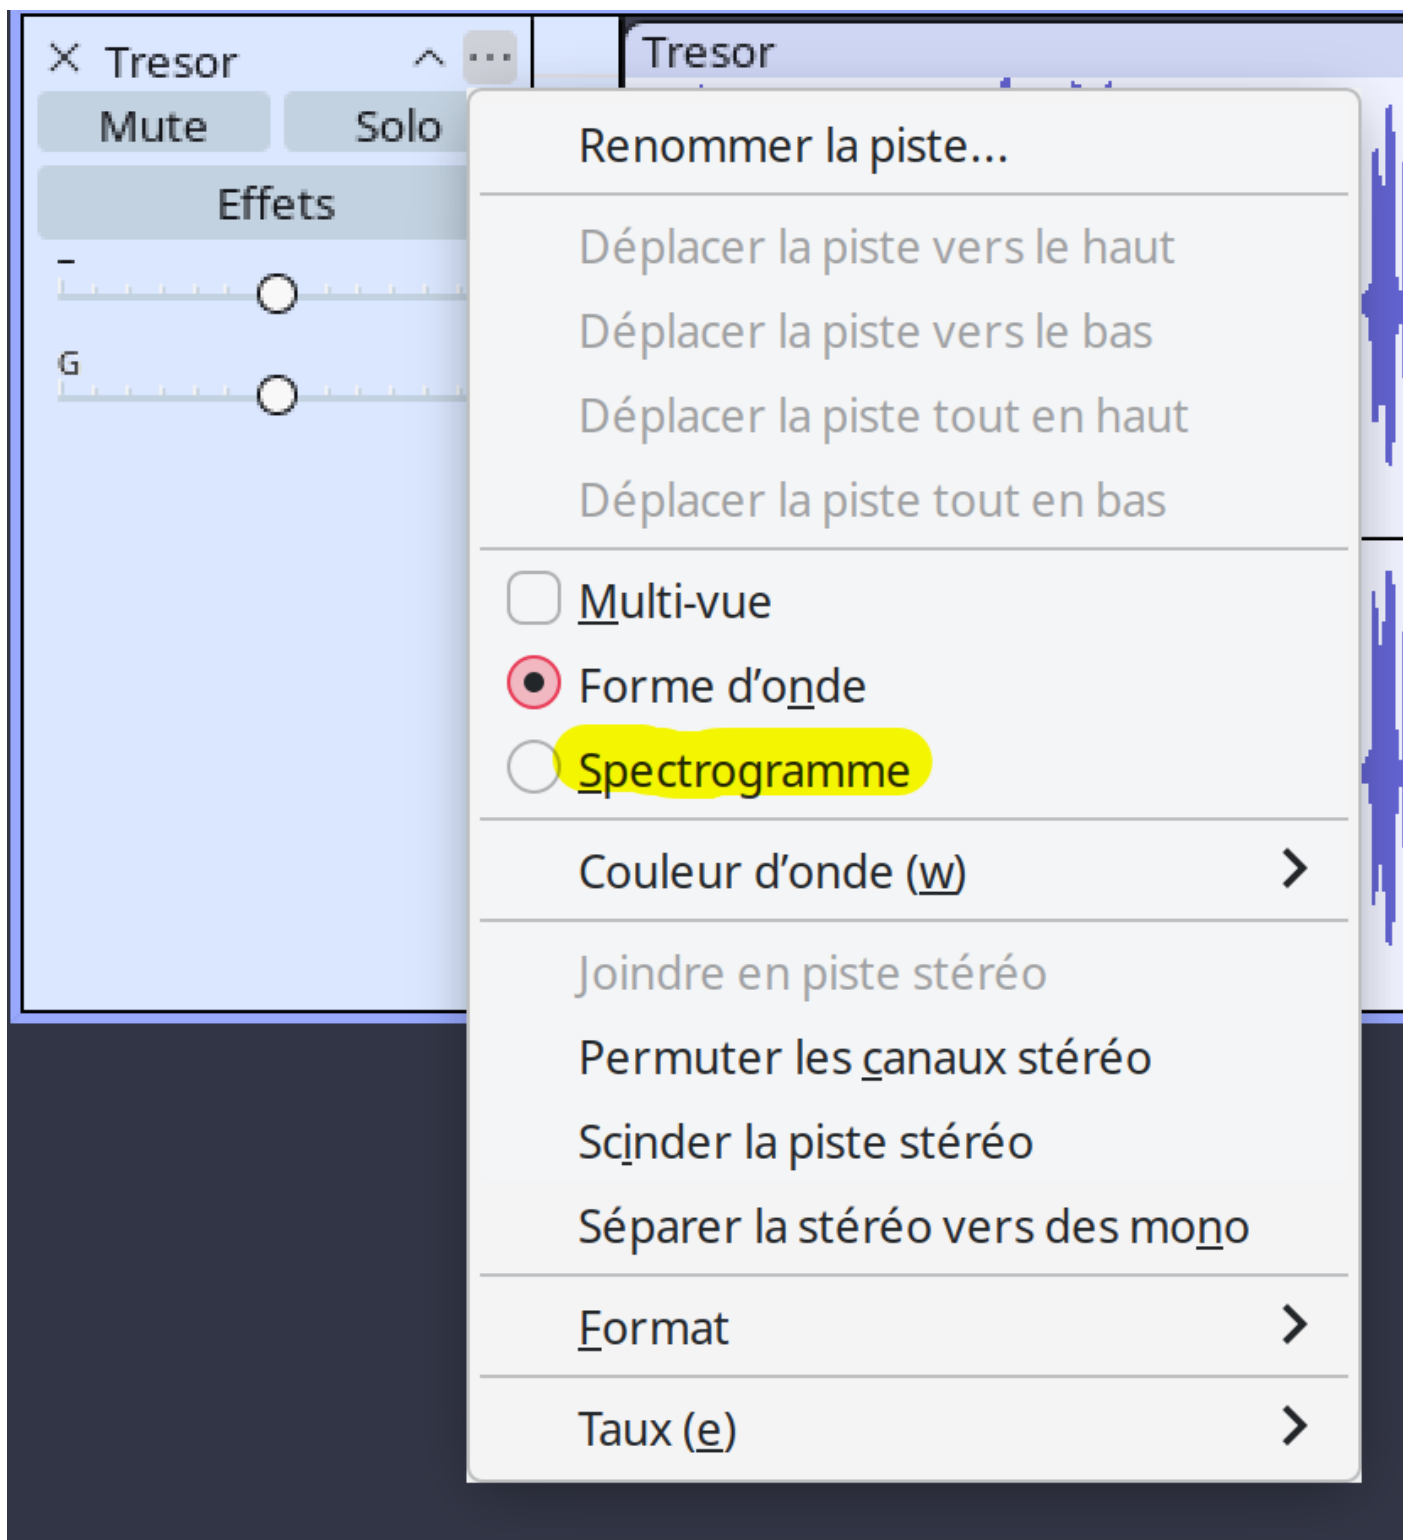 Tresor
Tresor
Mute
Solo
Effets
Renommer la piste...
Déplacer la piste vers le haut
Déplacer la piste vers le bas
Déplacer la piste tout en haut
Déplacer la piste tout en bas
Multi-vue
Forme d’onde
Spectrogramme
Couleur d’onde (w)
Joindre en piste stéréo
Permuter les canaux stéréo
Scinder la piste stéréo
Séparer la stéréo vers des mono
Format
Taux (e)
-
G